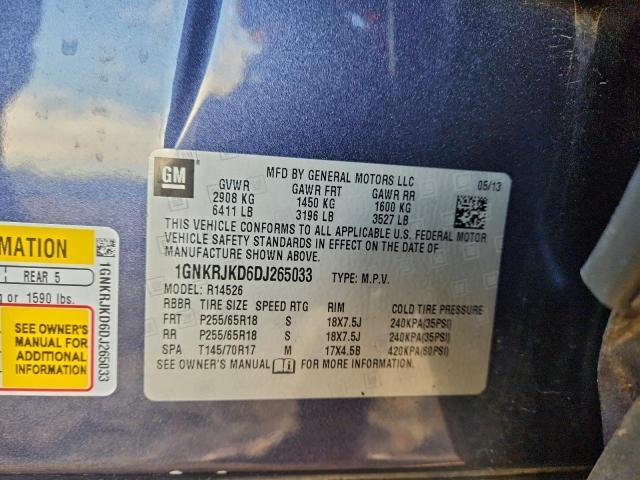 GM
MFD BY GENERAL MOTORS LLC
05/13
GVWR GAWR FRT GAWR RR
2908 KG 1450 KG 1600 KG
6411 LB 3196 LB 3527 LB
THIS VEHICLE CONFORMS TO ALL APPLICABLE U.S. FEDERAL MOTOR
VEHICLE SAFETY STANDARDS IN EFFECT ON THE DATE OF
MANUFACTURE SHOWN ABOVE.
1GNKRJKD6DJ265033 TYPE: M.P.V.
MODEL: R14526
RBBR TIRE SIZE SPEED RTG RIM COLD TIRE PRESSURE
FRT P255/65R18 S 18X7.5J 240KPA(35PSI)
RR P255/65R18 S 18X7.5J 240KPA(35PSI)
SPA T145/70R17 M 17X4.5B 420KPA(60PSI)
SEE OWNER'S MANUAL FOR MORE INFORMATION.
REAR 5
1590 lbs.
SEE OWNER'S
MANUAL FOR
ADDITIONAL
INFORMATION
1GNKRJKD6DJ265033